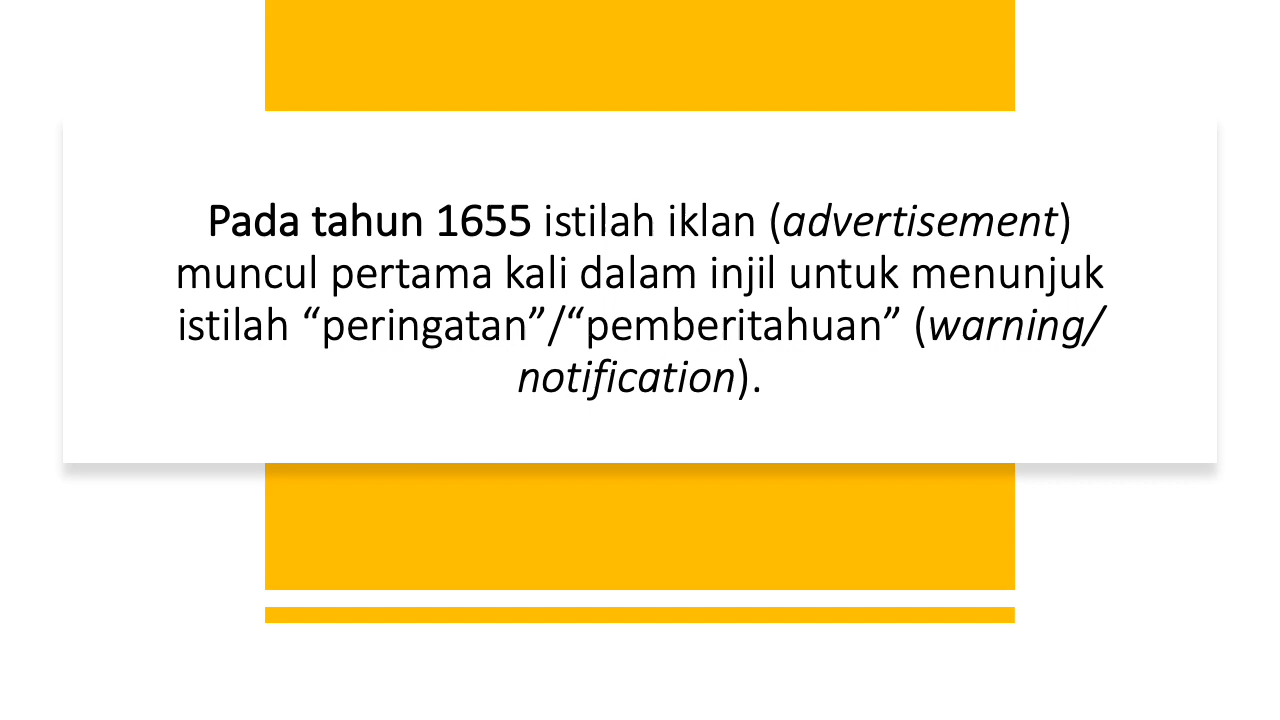 Pada tahun 1655 istilah iklan (advertisement)
muncul pertama kali dalam injil untuk menunjuk
istilah “peringatan”/“pemberitahuan” (warning/
notification).